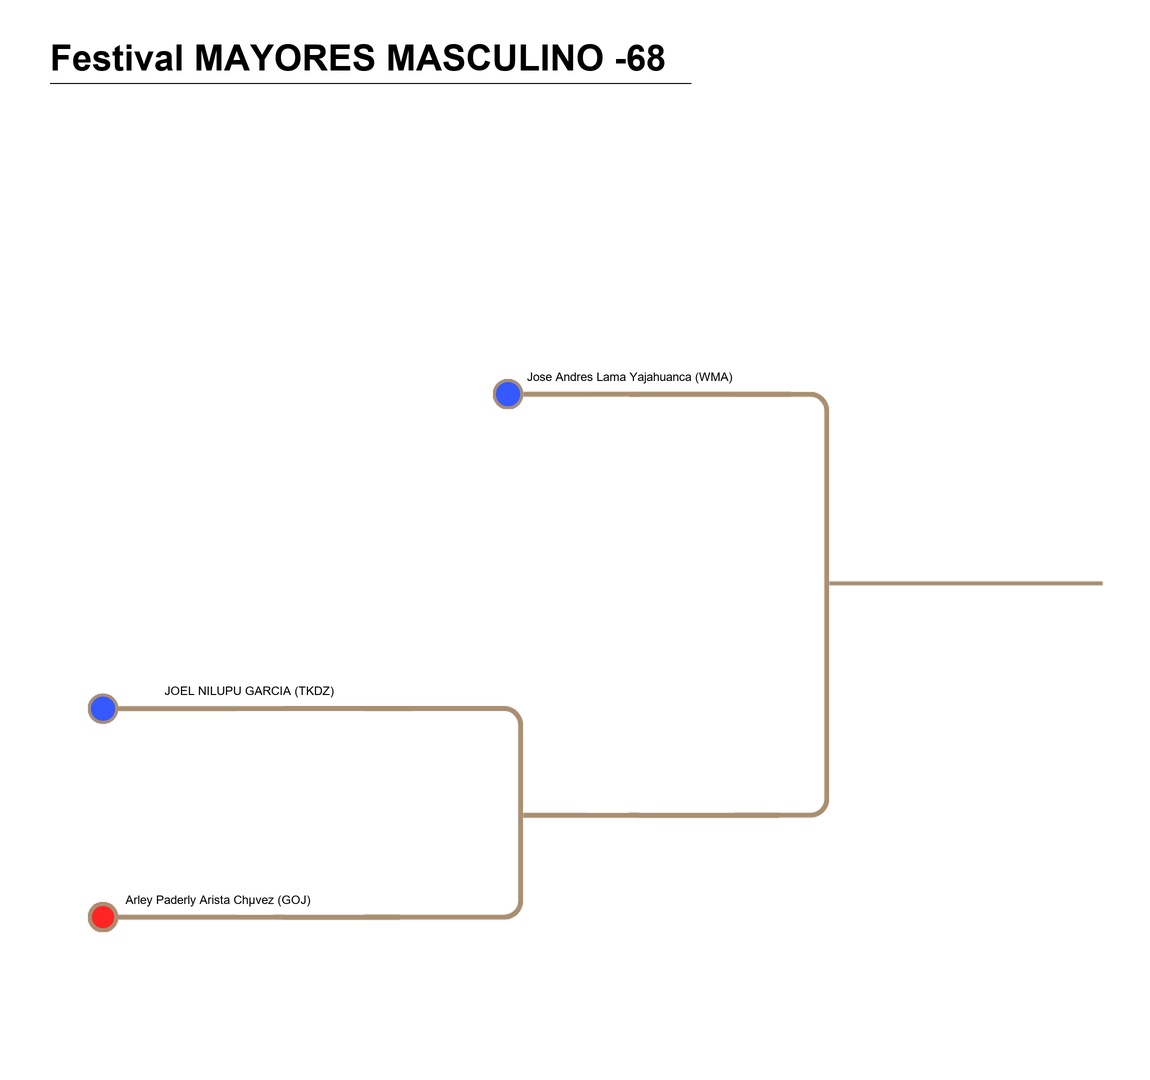 Festival MAYORES MASCULINO -68
Jose Andres Lama Yajahuanca (WMA)
JOEL NILUPU GARCIA (TKDZ)
Arley Paderly Arista Chµvez (GOJ)